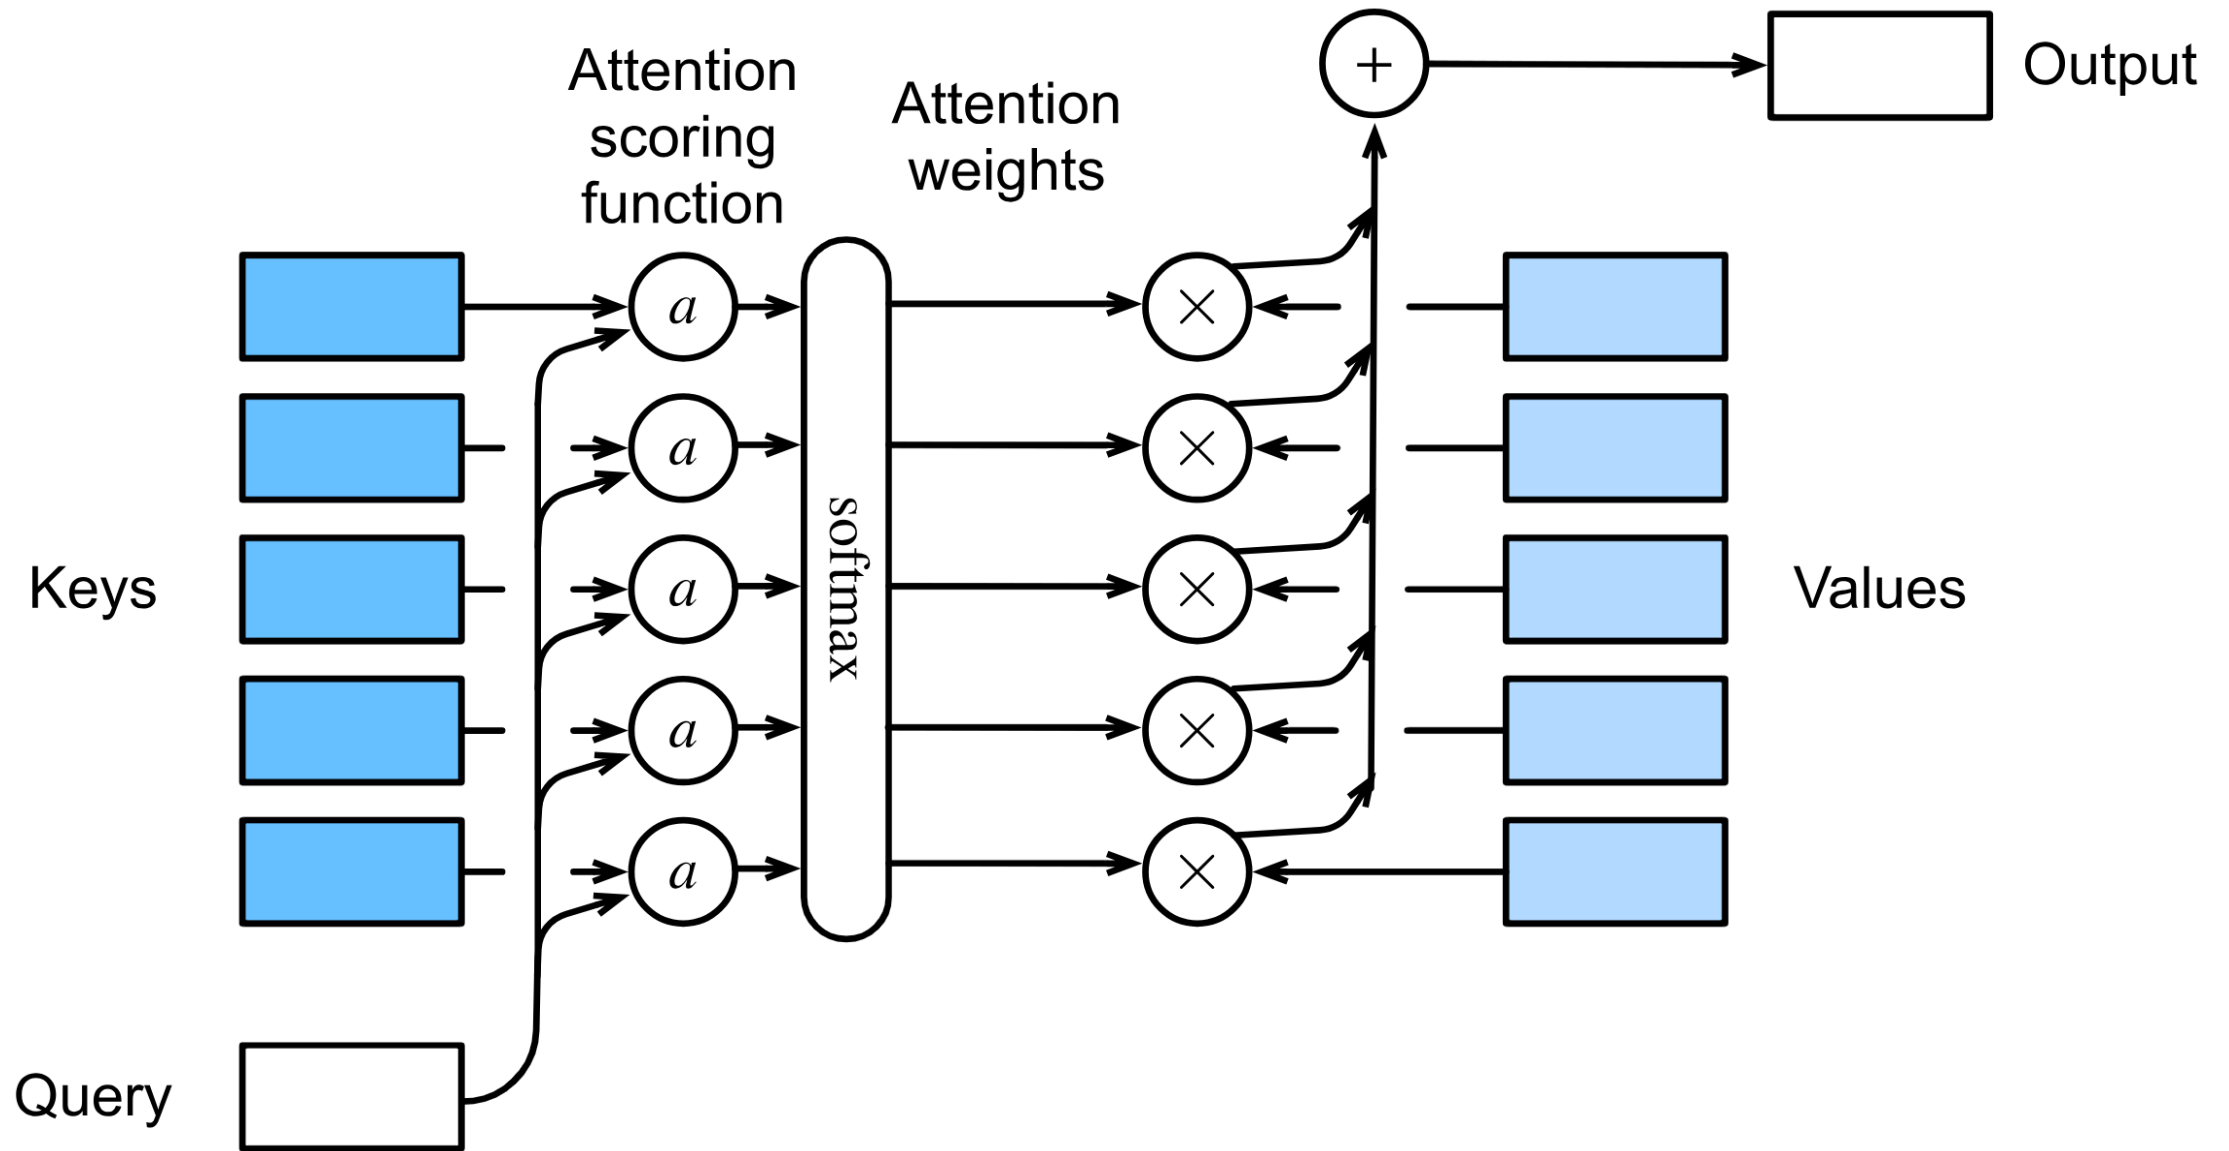 Attention
scoring
function
Attention
weights
+
Output
a
×
a
×
softmax
Keys
a
×
Values
a
×
a
×
Query